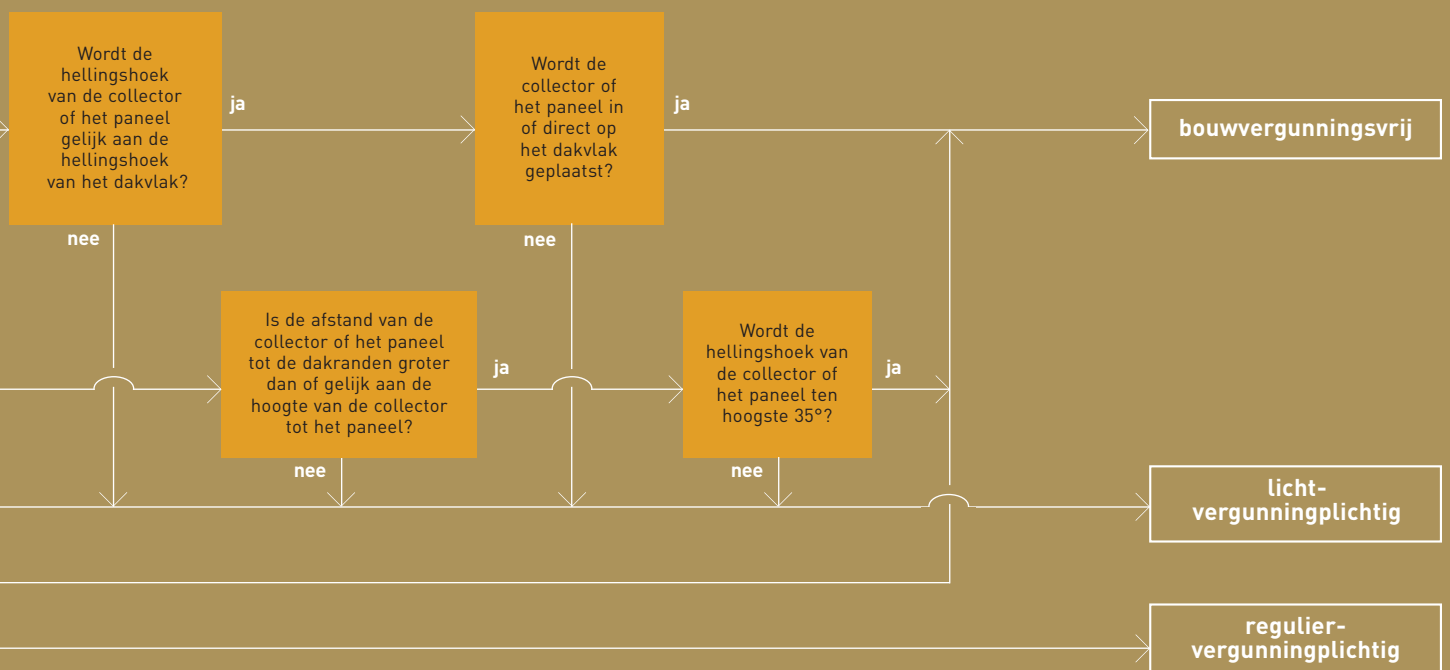 Wordt de
hellingshoek
van de collector
of het paneel
gelijk aan de
hellingshoek
van het dakvlak?
ja
nee
Wordt de
collector of
het paneel in
of direct op
het dakvlak
geplaatst?
ja
nee
bouwvergunningsvrij
Is de afstand van de
collector of het paneel
tot de dakranden groter
dan of gelijk aan de
hoogte van de collector
tot het paneel?
ja
nee
Wordt de
hellingshoek van
de collector of
het paneel ten
hoogste 35°?
ja
nee
licht-
vergunningplichtig
regulier-
vergunningplichtig